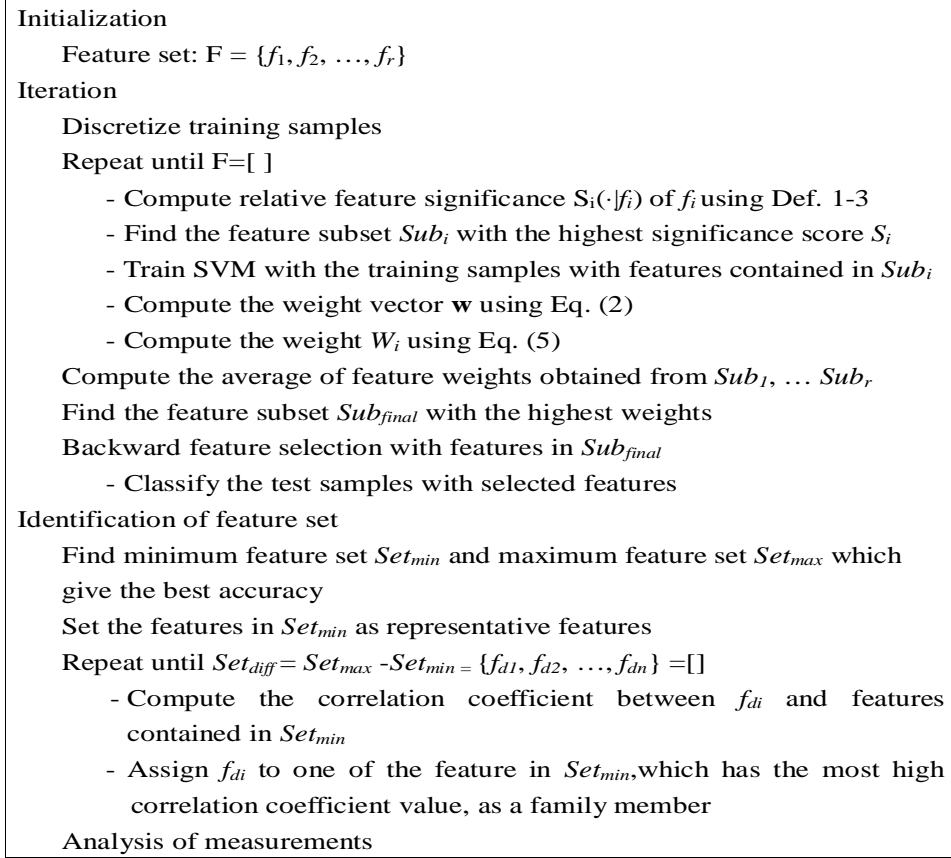 Initialization
Feature set: F = {f1, f2, …, fr}
Iteration
Discretize training samples
Repeat until F=[ ]
- Compute relative feature significance Si(·|fi) of fi using Def. 1-3
- Find the feature subset Subi with the highest significance score Si
- Train SVM with the training samples with features contained in Subi
- Compute the weight vector w using Eq. (2)
- Compute the weight Wi using Eq. (5)
Compute the average of feature weights obtained from Sub1, … Subr
Find the feature subset Subfinal with the highest weights
Backward feature selection with features in Subfinal
- Classify the test samples with selected features
Identification of feature set
Find minimum feature set Setmin and maximum feature set Setmax which
give the best accuracy
Set the features in Setmin as representative features
Repeat until Setdiff = Setmax -Setmin = {fd1, fd2, …, fdn} =[]
- Compute the correlation coefficient between fdi and features
contained in Setmin
- Assign fdi to one of the feature in Setmin,which has the most high
correlation coefficient value, as a family member
Analysis of measurements